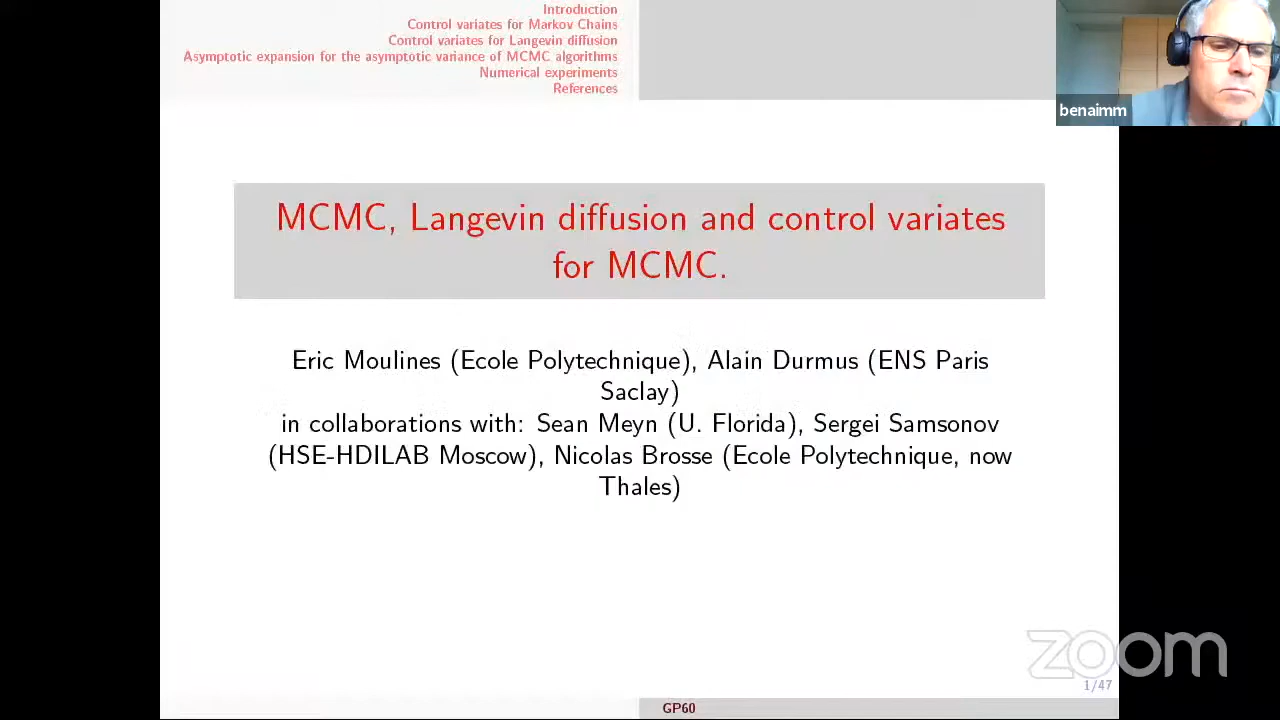 Introduction
Control variates for Markov Chains
Control variates for Langevin diffusion
Asymptotic expansion for the asymptotic variance of MCMC algorithms
Numerical experiments
References
benaimm
MCMC, Langevin diffusion and control variates
for MCMC.
Eric Moulines (Ecole Polytechnique), Alain Durmus (ENS Paris
Saclay)
in collaborations with: Sean Meyn (U. Florida), Sergei Samsonov
(HSE-HDILAB Moscow), Nicolas Brosse (Ecole Polytechnique, now
Thales)
zoom
1/47
GP60